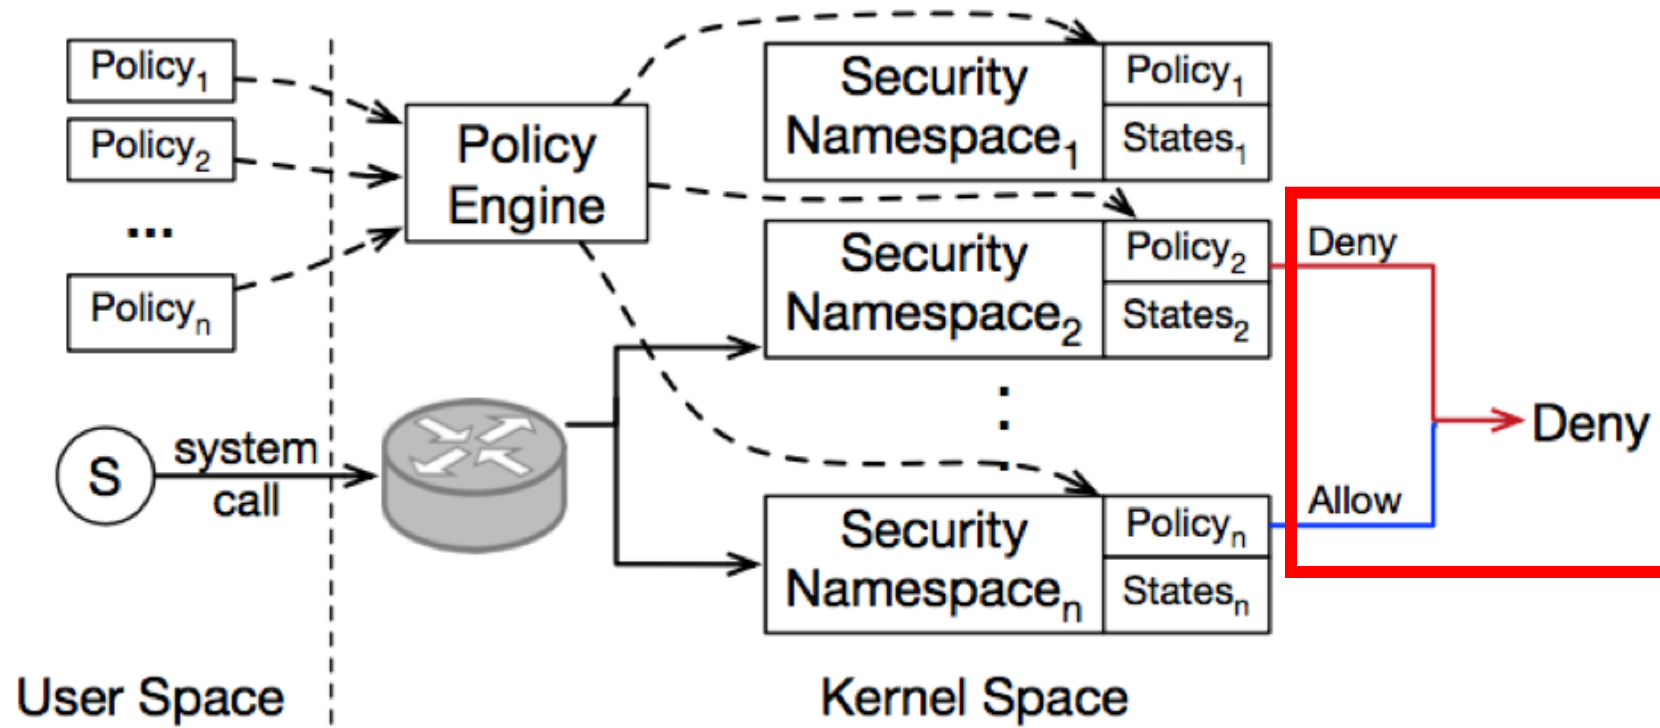 Policy₁
Policy₂
...
Policyₙ
S
system
call
User Space
Policy
Engine
Security
Namespace₁
Policy₁
States₁
Security
Namespace₂
Policy₂
States₂
Security
Namespaceₙ
Policyₙ
Statesₙ
Deny
Allow
Deny
Kernel Space